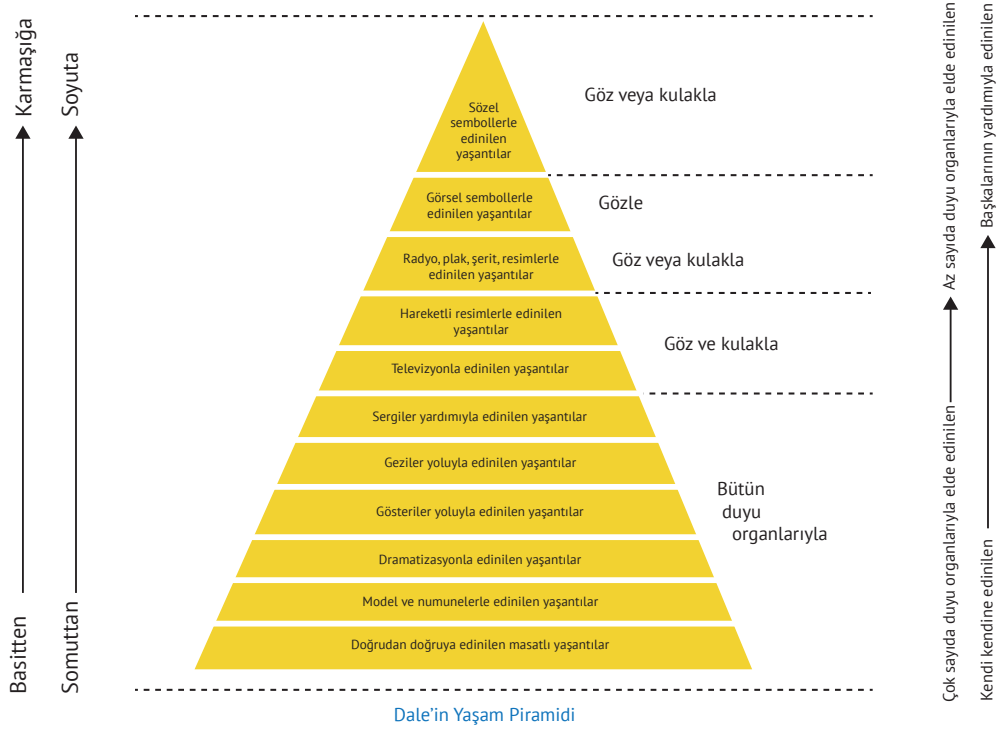 Karmaşığa
Basitten
Soyuta
Somuttan
Sözel
sembollerle
edinilen
yaşantılar
Göz veya kulakla
Görsel sembollerle
edinilen yaşantılar
Gözle
Radyo, plak, şerit, resimlerle
edinilen yaşantılar
Göz veya kulakla
Hareketli resimlerle edinilen
yaşantılar
Göz ve kulakla
Televizyonla edinilen yaşantılar
Sergiler yardımıyla edinilen yaşantılar
Geziler yoluyla edinilen yaşantılar
Gösteriler yoluyla edinilen yaşantılar
Dramatizasyonla edinilen yaşantılar
Model ve numunelerle edinilen yaşantılar
Doğrudan doğruya edinilen masatlı yaşantılar
Bütün
duyu
organlarıyla
Çok sayıda duyu organlarıyla elde edinilen
Az sayıda duyu organlarıyla elde edinilen
Kendi kendine edinilen
Başkalarının yardımıyla edinilen
Dale’in Yaşam Piramidi